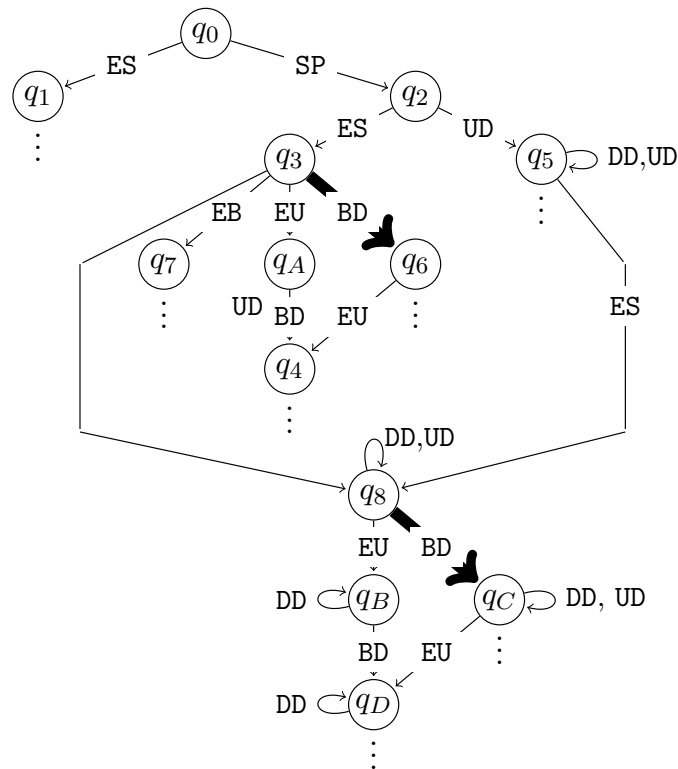 q0
ES
SP
q1
q2
ES
UD
q3
q5
DD,UD
EB
EU
BD
q7
qA
q6
UD
BD
EU
ES
q4
DD,UD
q8
EU
BD
DD
qB
qC
DD, UD
BD
EU
DD
qD